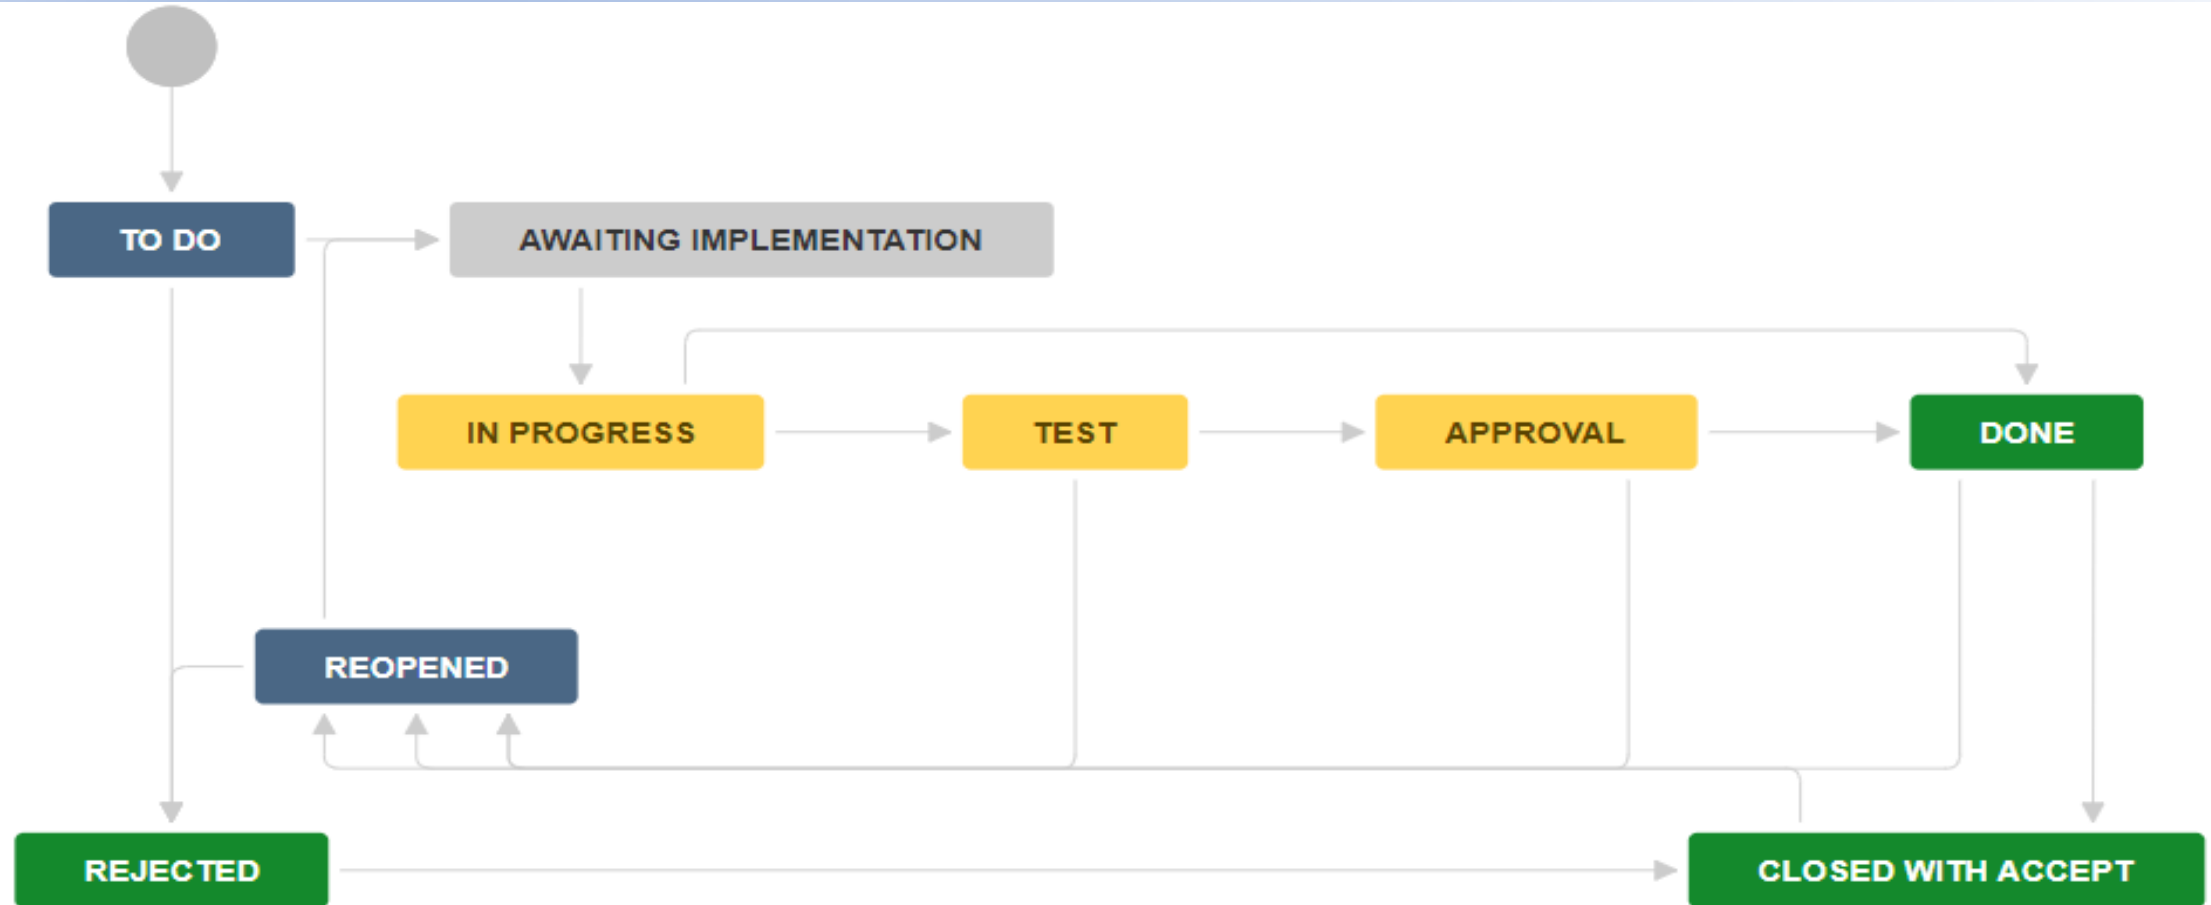 TO DO
AWAITING IMPLEMENTATION
IN PROGRESS
TEST
APPROVAL
DONE
REOPENED
REJECTED
CLOSED WITH ACCEPT